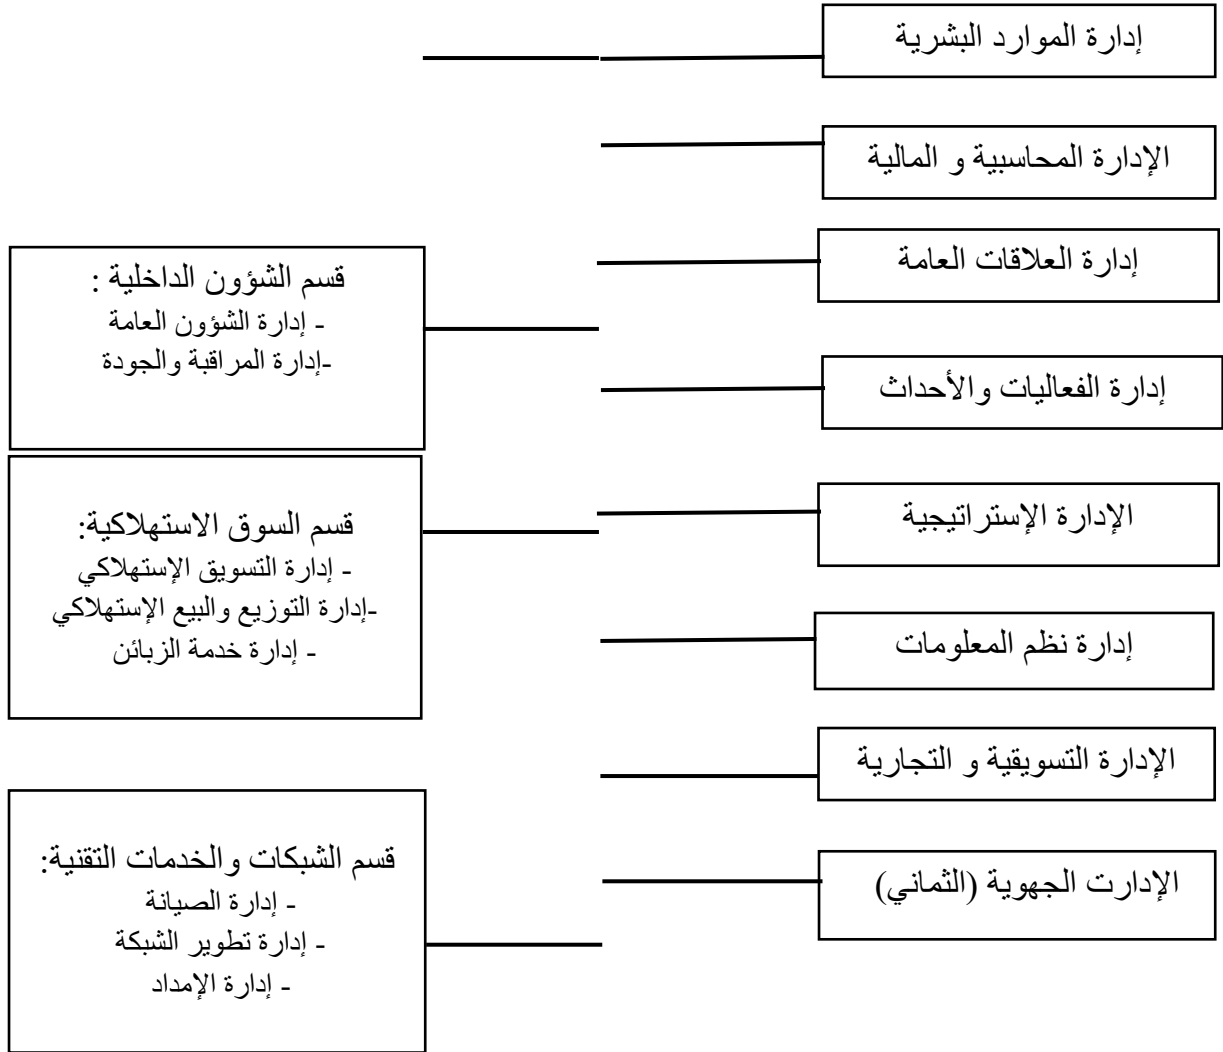 إدارة الموارد البشرية
الإدارة المحاسبية و المالية
إدارة العلاقات العامة
إدارة الفعاليات والأحداث
الإدارة الإستراتيجية
إدارة نظم المعلومات
الإدارة التسويقية و التجارية
الإدارت الجهوية (الثماني)
قسم الشؤون الداخلية :
- إدارة الشؤون العامة
-إدارة المراقبة والجودة
قسم السوق الاستهلاكية:
- إدارة التسويق الإستهلاكي
-إدارة التوزيع والبيع الإستهلاكي
- إدارة خدمة الزبائن
قسم الشبكات والخدمات التقنية:
- إدارة الصيانة
- إدارة تطوير الشبكة
- إدارة الإمداد